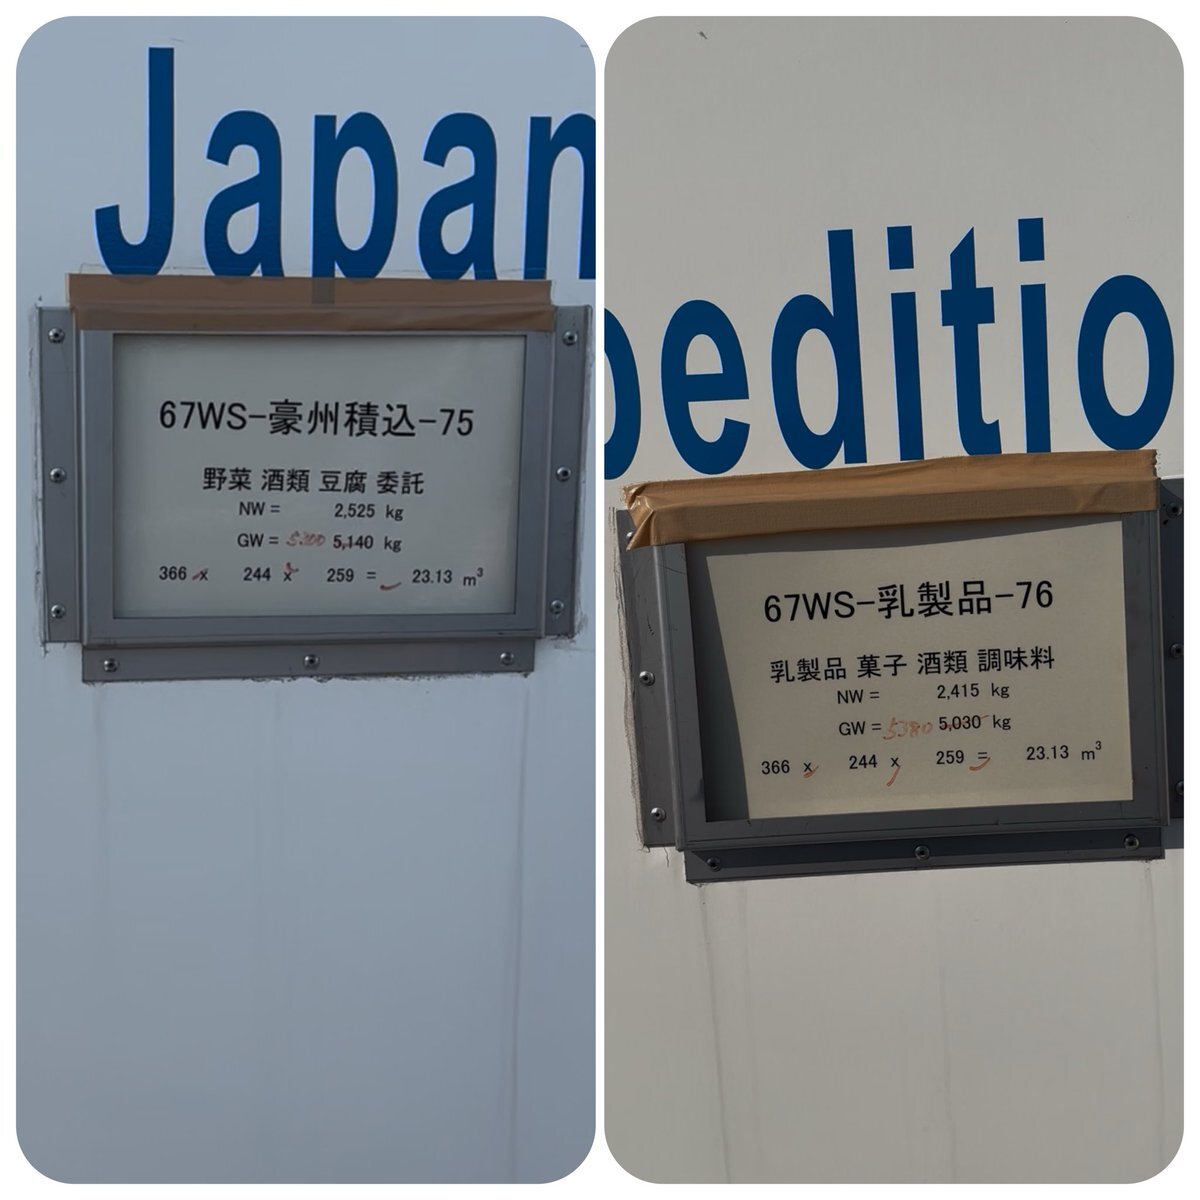 Japan
67WS-豪州積込-75
野菜 酒類 豆腐 委託
NW = 2,525 kg
GW = 5300 5,140 kg
366 x 244 x 259 = 23.13 m³
peditio
67WS-乳製品-76
乳製品 菓子 酒類 調味料
NW = 2,415 kg
GW = 5380 5,030 kg
366 x 244 x 259 = 23.13 m³